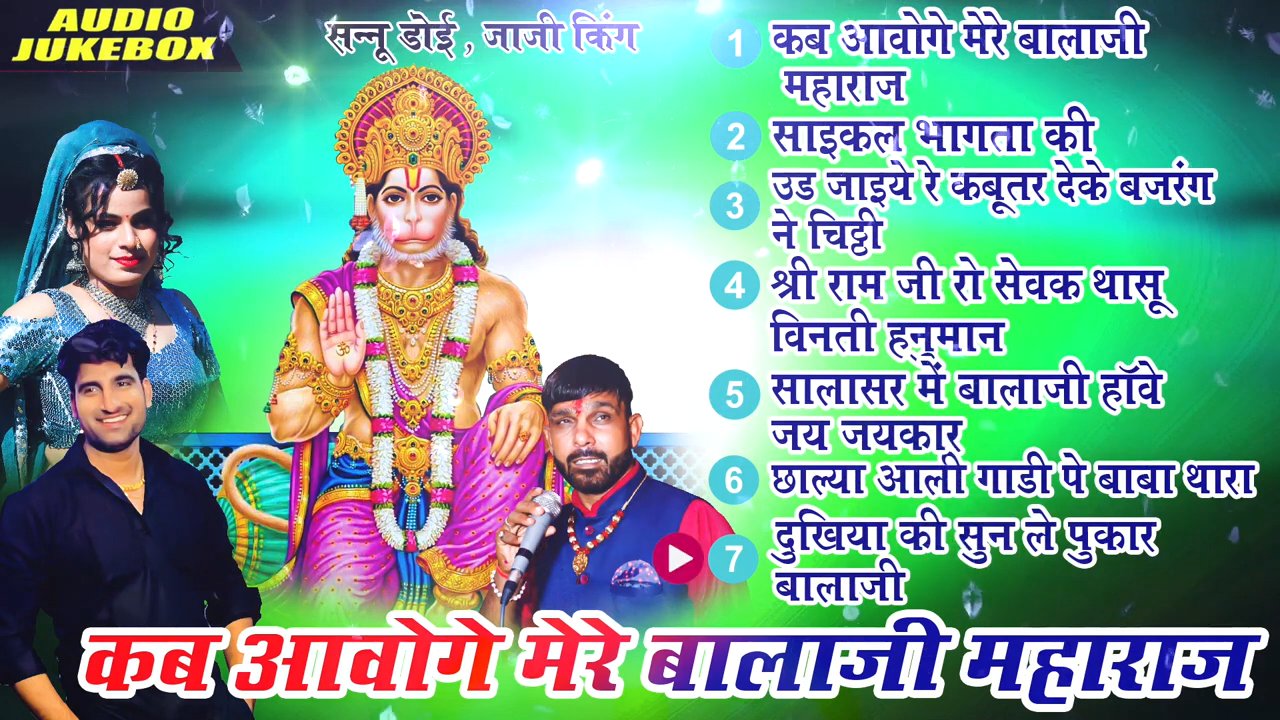 AUDIO
JUKEBOX
सन्नू डोई , जाजी किंग
1 कब आवोगे मेरे बालाजी
महाराज
2 साइकल भागता की
3 उड जाइये रे कबूतर देके बजरंग
ने चिट्ठी
4 श्री राम जी रो सेवक थासू
विनती हनुमान
5 सालासर में बालाजी हॉवे
जय जयकार
6 छाल्या आली गाडी पे बाबा थारा
7 दुखिया की सुन ले पुकार
बालाजी
कब आवोगे मेरे बालाजी महाराज